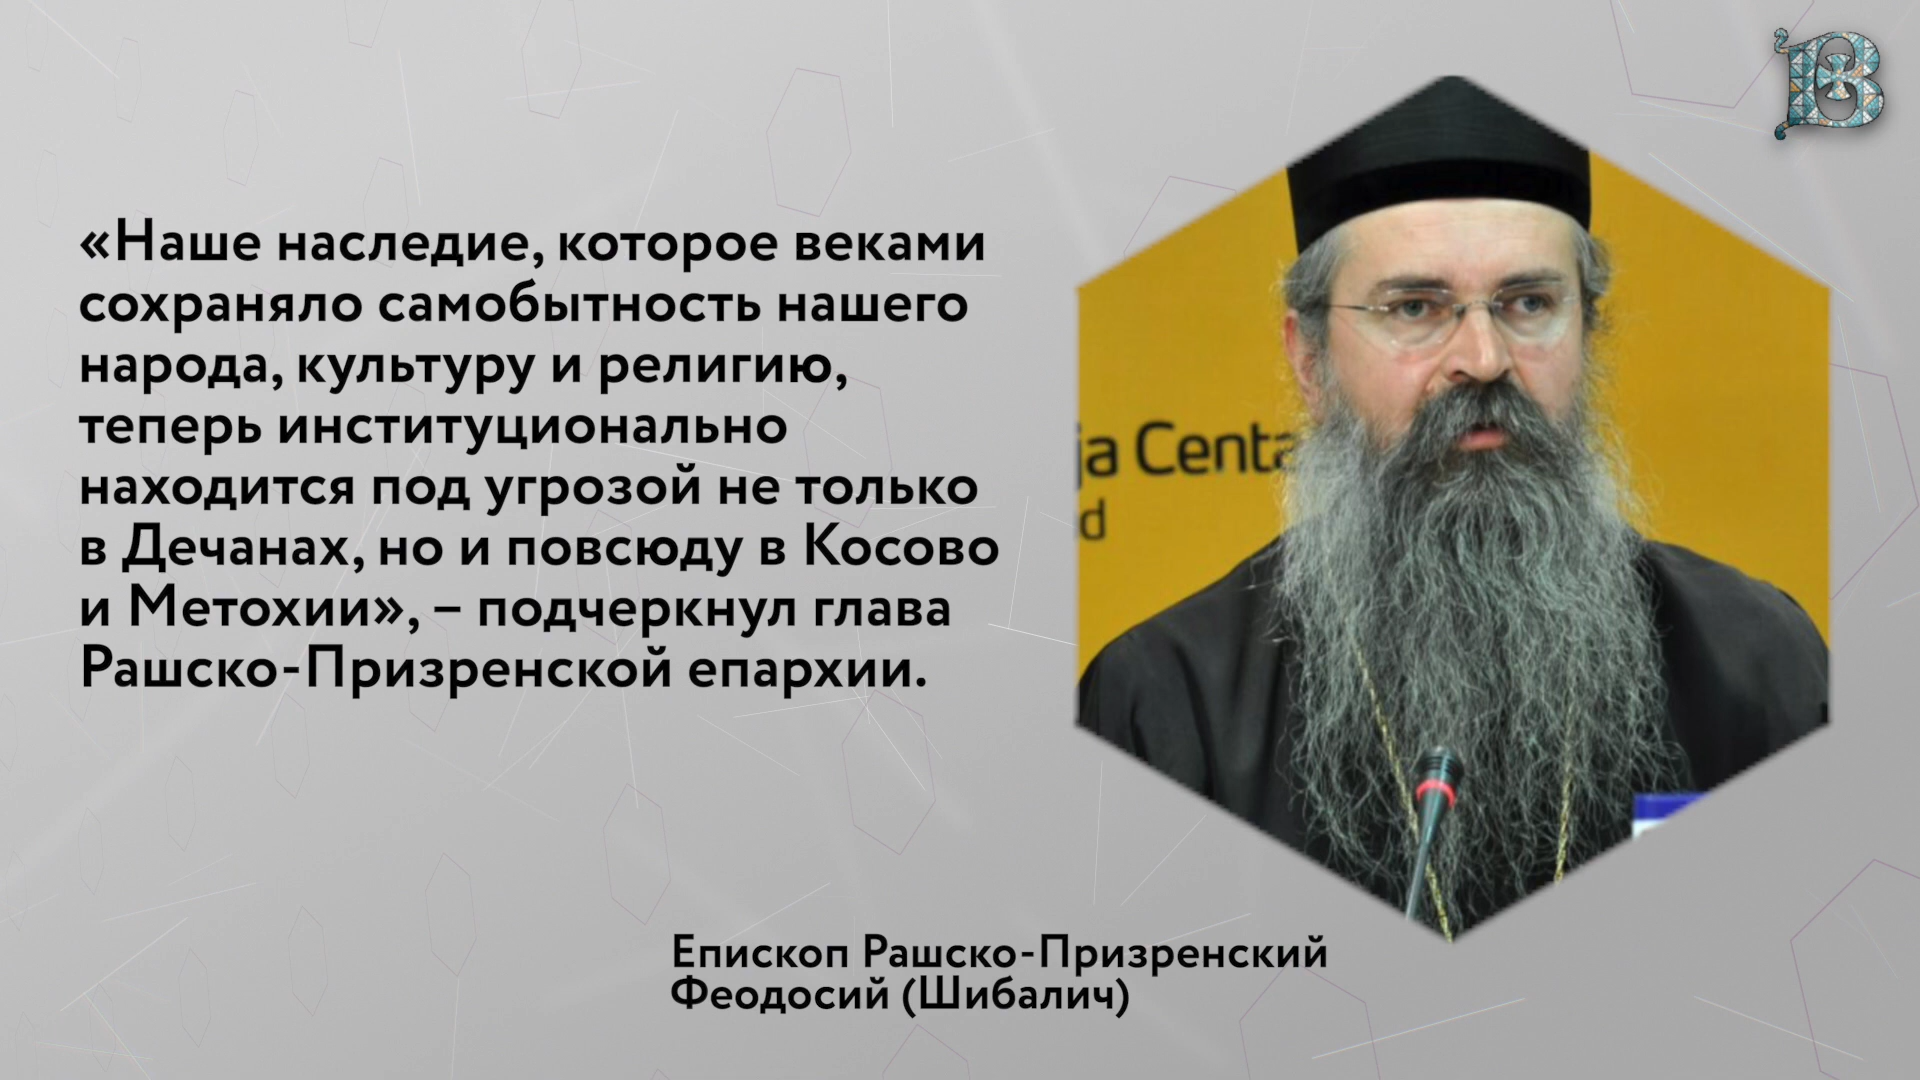 «Наше наследие, которое веками
сохраняло самобытность нашего
народа, культуру и религию,
теперь институционально
находится под угрозой не только
в Дечанах, но и повсюду в Косово
и Метохии», – подчеркнул глава
Рашско-Призренской епархии.
ja Centa
d
Епископ Рашско-Призренский
Феодосий (Шибалич)